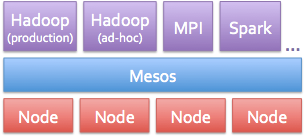 Hadoop Hadoop MPI Spark
(production) (ad-hoc) ...
Mesos
Node Node Node Node